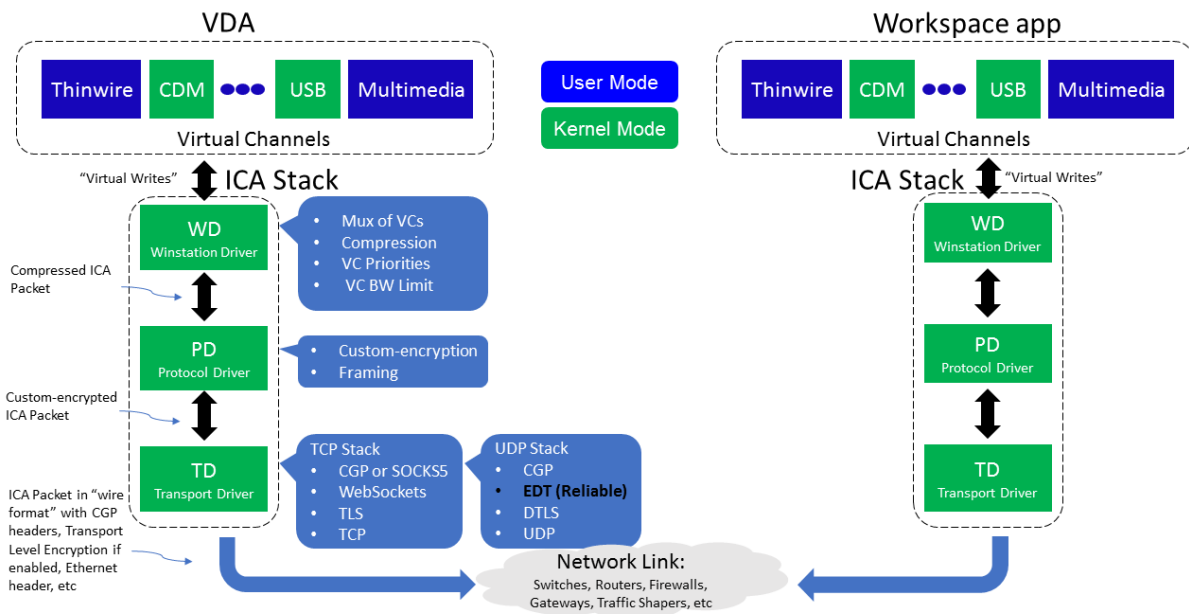 VDA
Thinwire
CDM
USB
Multimedia
Virtual Channels
User Mode
Kernel Mode
Workspace app
Thinwire
CDM
USB
Multimedia
Virtual Channels
“Virtual Writes”
ICA Stack
WD
Winstation Driver
• Mux of VCs
• Compression
• VC Priorities
• VC BW Limit
Compressed ICA
Packet
PD
Protocol Driver
• Custom-encryption
• Framing
Custom-encrypted
ICA Packet
TD
Transport Driver
TCP Stack
• CGP or SOCKS5
• WebSockets
• TLS
• TCP
UDP Stack
• CGP
• EDT (Reliable)
• DTLS
• UDP
ICA Packet in “wire
format” with CGP
headers, Transport
Level Encryption if
enabled, Ethernet
header, etc
ICA Stack
“Virtual Writes”
WD
Winstation Driver
PD
Protocol Driver
TD
Transport Driver
Network Link:
Switches, Routers, Firewalls,
Gateways, Traffic Shapers, etc